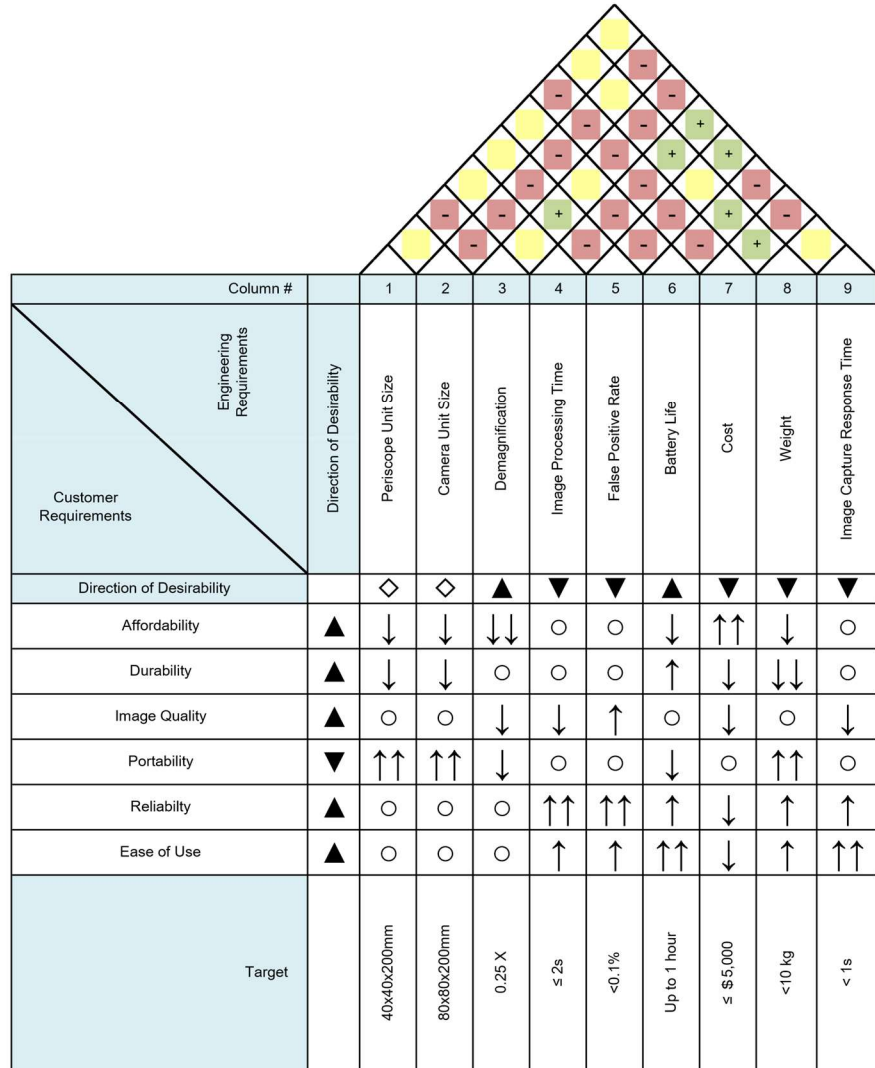 -
- -
- - +
- - + +
- - -
- - + - - + -
- - - - +
Column # 1 2 3 4 5 6 7 8 9
Engineering
Requirements
Customer
Requirements
Direction of Desirability
Periscope Unit Size
Camera Unit Size
Demagnification
Image Processing Time
False Positive Rate
Battery Life
Cost
Weight
Image Capture Response Time
Direction of Desirability ◇ ◇ ▲ ▼ ▼ ▲ ▼ ▼ ▼
Affordability ▲ ↓ ↓ ↓↓ ○ ○ ↓ ↑↑ ↓ ○
Durability ▲ ↓ ↓ ○ ○ ○ ↑ ↓ ↓↓ ○
Image Quality ▲ ○ ○ ↓ ↓ ↑ ○ ↓ ○ ↓
Portability ▼ ↑↑ ↑↑ ↓ ○ ○ ↓ ○ ↑↑ ○
Reliabilty ▲ ○ ○ ○ ↑↑ ↑↑ ↑ ↓ ↑ ↑
Ease of Use ▲ ○ ○ ○ ↑ ↑ ↑↑ ↓ ↑ ↑↑
Target
40x40x200mm
80x80x200mm
0.25 X
≤ 2s
<0.1%
Up to 1 hour
≤ $5,000
<10 kg
< 1s